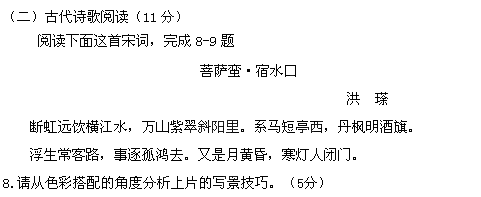 （二）古代诗歌阅读（11 分）
阅读下面这首宋词，完成 8-9 题
菩萨蛮·宿水口
洪　瑹
断虹远饮横江水，万山紫翠斜阳里。系马短亭西，丹枫明酒旗。
浮生常客路，事逐孤鸿去。又是月黄昏，寒灯人闭门。
8.请从色彩搭配的角度分析上片的写景技巧。（5分）